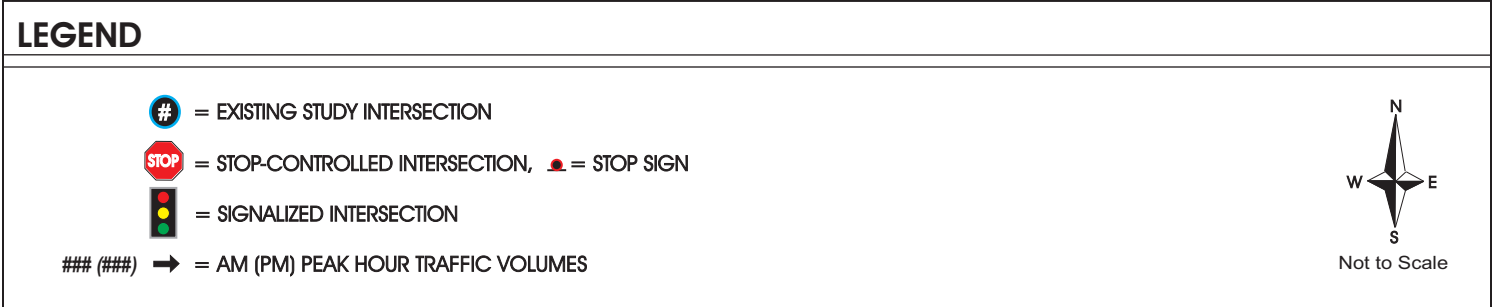 LEGEND
# = EXISTING STUDY INTERSECTION
STOP = STOP-CONTROLLED INTERSECTION, = STOP SIGN
= SIGNALIZED INTERSECTION
### (###) → = AM (PM) PEAK HOUR TRAFFIC VOLUMES
N
W E
S
Not to Scale